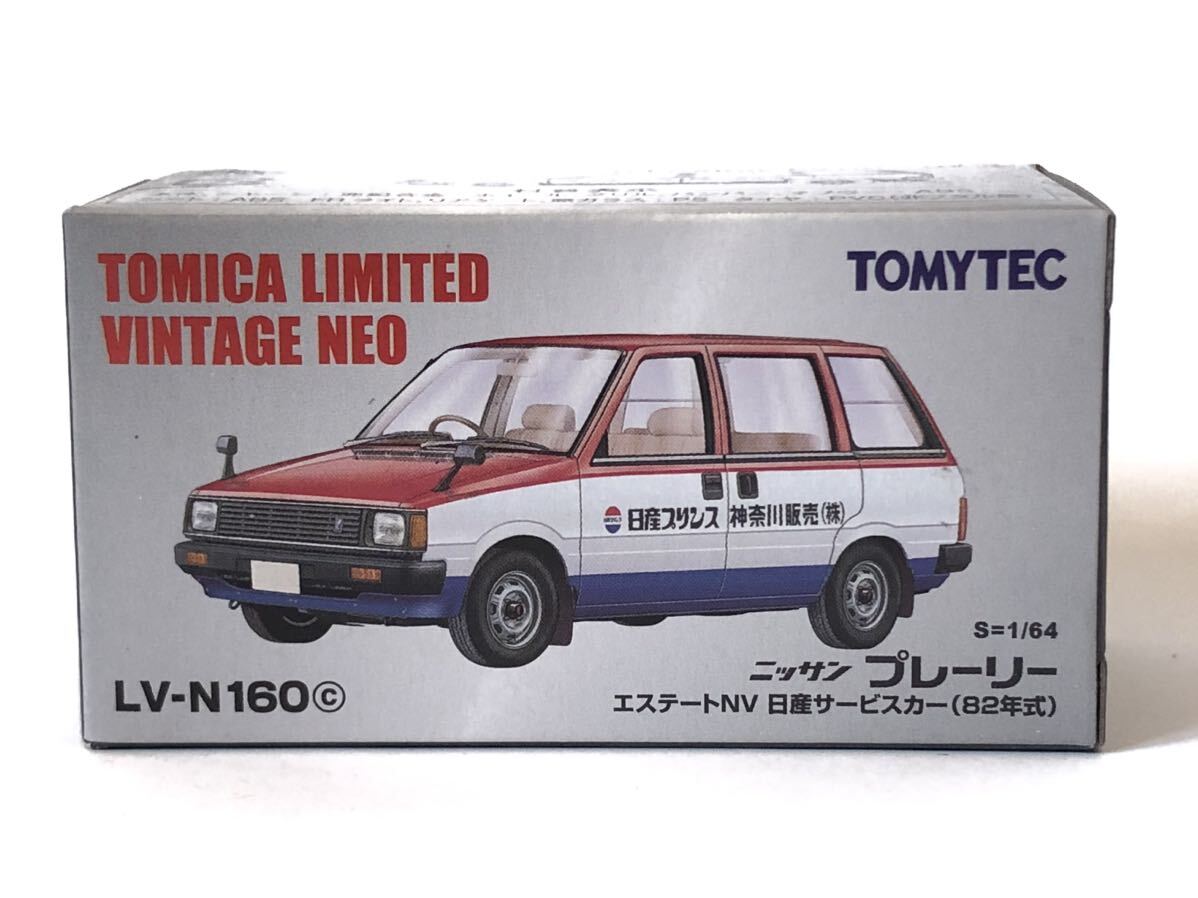 TOMICA LIMITED
VINTAGE NEO
TOMYTEC
日産プリンス 神奈川販売(株)
S=1/64
ニッサン プレーリー
エステートNV 日産サービスカー(82年式)
LV-N160ⓒ